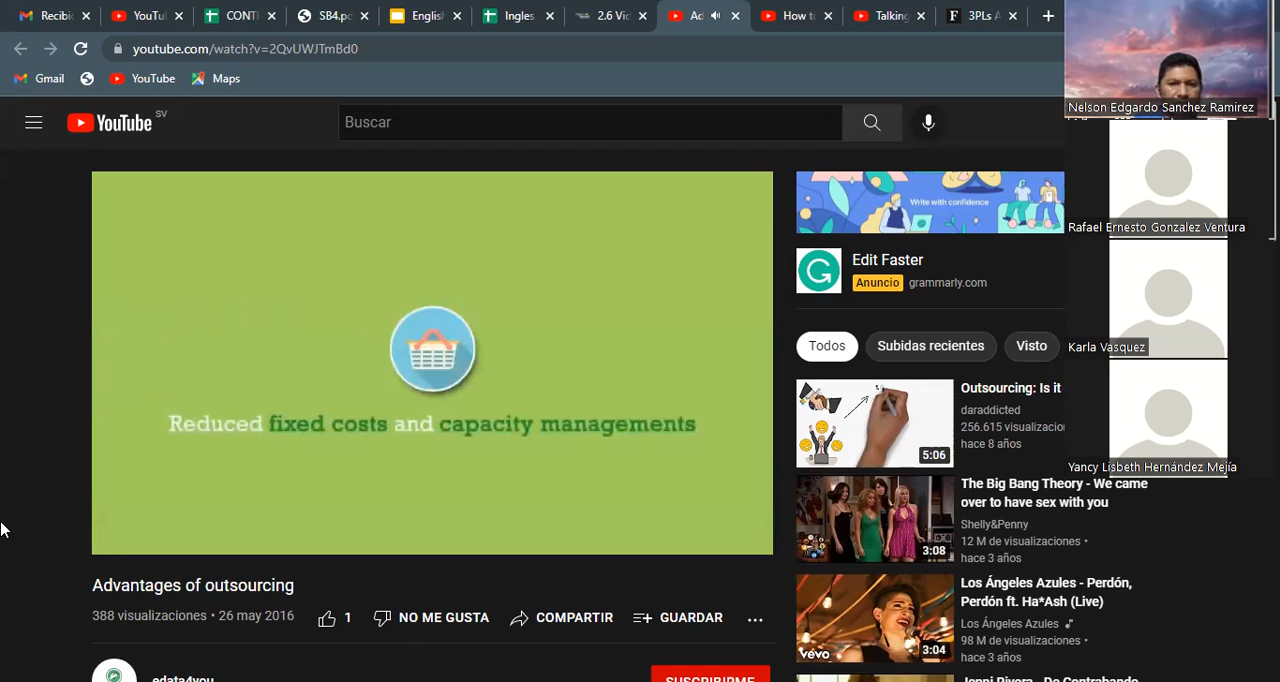 Recibi
YouTu
CONT
SB4.p
Englis
Ingles
2.6 Vi
Ad
How t
Talking
3PLs A
youtube.com/watch?v=2QvUWJTmBd0
Gmail
YouTube
Maps
YouTube SV
Buscar
Nelson Edgardo Sanchez Ramirez
Rafael Ernesto Gonzalez Ventura
Karla Vasquez
Yancy Lisbeth Hernández Mejía
Reduced fixed costs and capacity managements
Write with confidence
Edit Faster
Anuncio grammarly.com
Todos
Subidas recientes
Visto
Outsourcing: Is it
daraddicted
256.615 visualizacion
hace 8 años
5:06
The Big Bang Theory - We came
over to have sex with you
Shelly&Penny
12 M de visualizaciones •
hace 3 años
3:08
Los Ángeles Azules - Perdón,
Perdón ft. Ha*Ash (Live)
Los Ángeles Azules
98 M de visualizaciones •
hace 3 años
vevo
3:04
Advantages of outsourcing
388 visualizaciones • 26 may 2016
1
NO ME GUSTA
COMPARTIR
GUARDAR
edata4you
SUSCRIBIRME